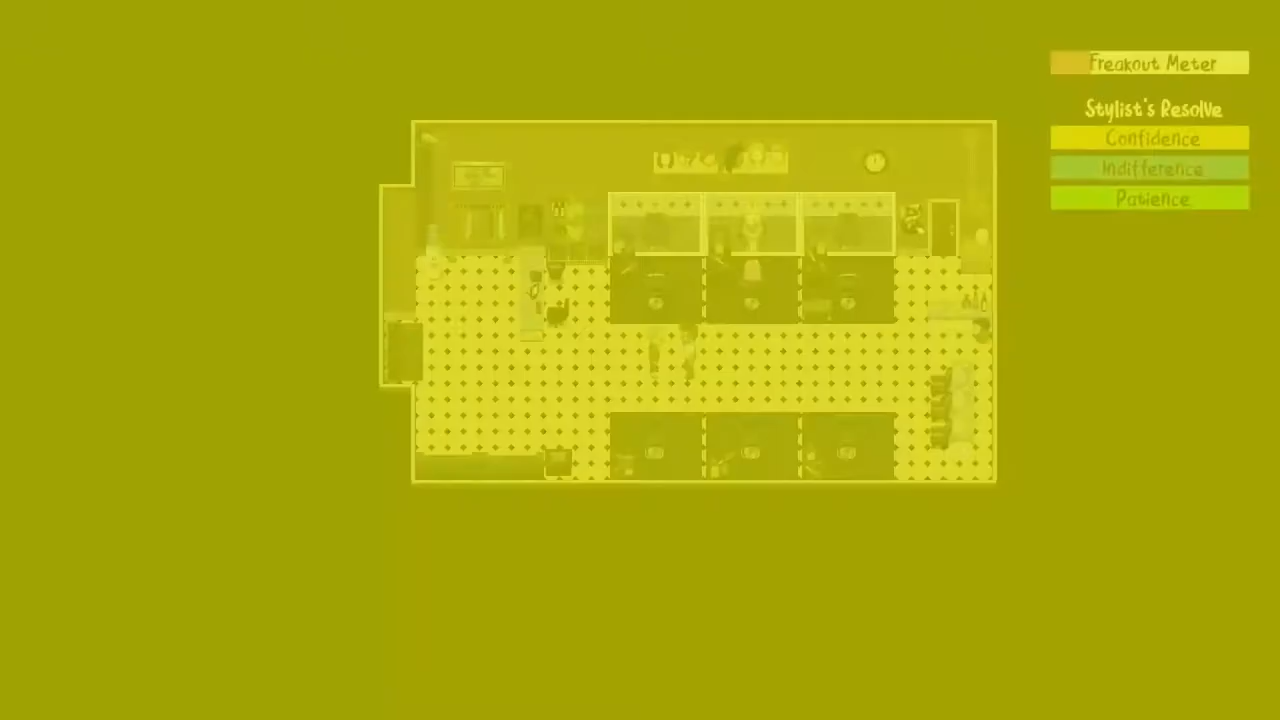 Freakout Meter
Stylist's Resolve
Confidence
Indifference
Patience